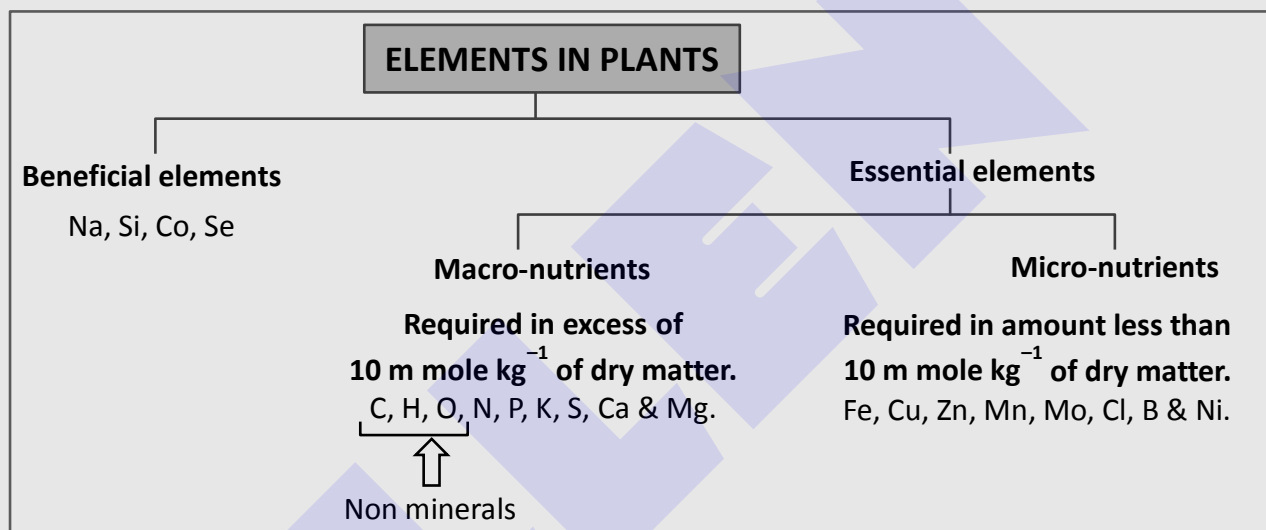 ELEMENTS IN PLANTS
Beneficial elements
Na, Si, Co, Se
Essential elements
Macro-nutrients
Required in excess of
10 m mole kg⁻¹ of dry matter.
C, H, O, N, P, K, S, Ca & Mg.
Non minerals
Micro-nutrients
Required in amount less than
10 m mole kg⁻¹ of dry matter.
Fe, Cu, Zn, Mn, Mo, Cl, B & Ni.